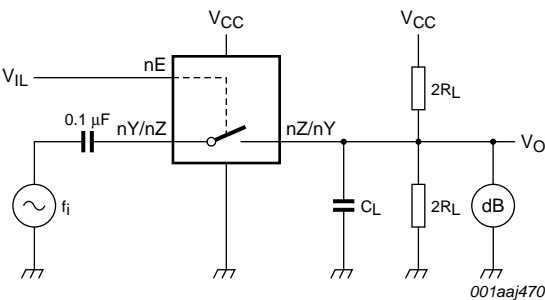 VCC
VCC
nE
VIL
2RL
0.1 μF
nY/nZ
nZ/nY
VO
fi
CL
2RL
dB
001aaj470